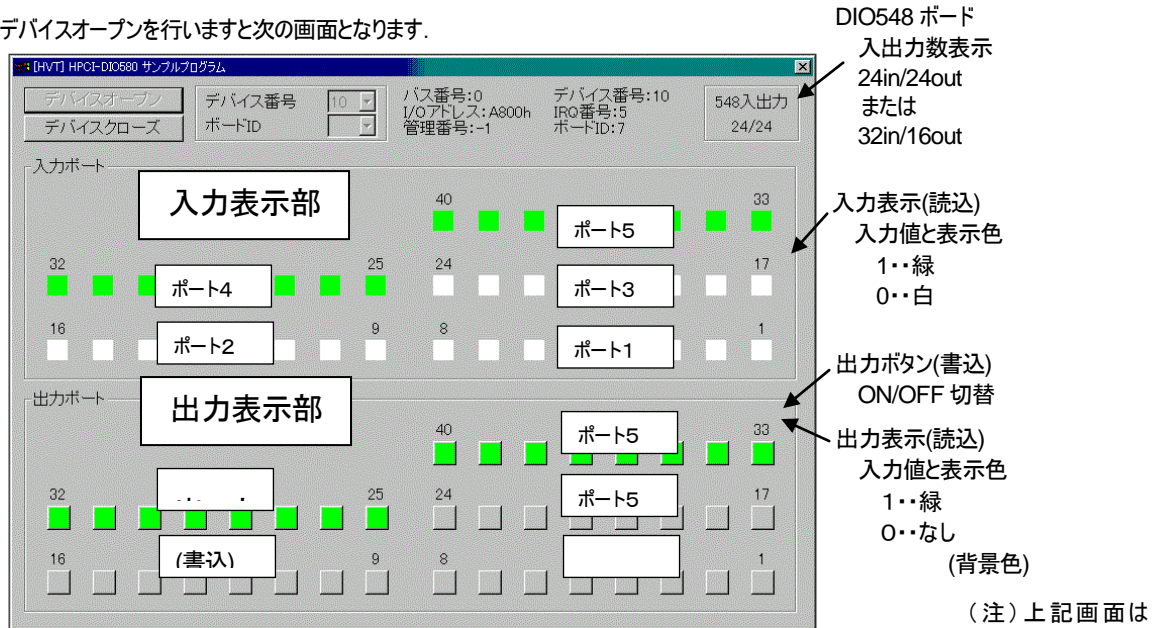 デバイスオープンを行いますと次の画面となります.
DIO548 ボード
入出力数表示
24in/24out
または
32in/16out
[HVT] HPCI-DIO580 サンプルプログラム
デバイスオープン
デバイスクローズ
デバイス番号 10
ボードID
バス番号:0
I/Oアドレス:A800h
管理番号:-1
デバイス番号:10
IRQ番号:5
ボードID:7
548入出力
24/24
入力ポート
入力表示部
40 33
ポート5
32 25 24 17
ポート4 ポート3
16 9 8 1
ポート2 ポート1
入力表示(読込)
入力値と表示色
1・・緑
0・・白
出力ポート
出力表示部
40 33
ポート5
32 25 24 17
ポート5
16 9 8 1
(書込)
出力ボタン(書込)
ON/OFF 切替
出力表示(読込)
入力値と表示色
1・・緑
0・・なし
(背景色)
(注)上記画面は